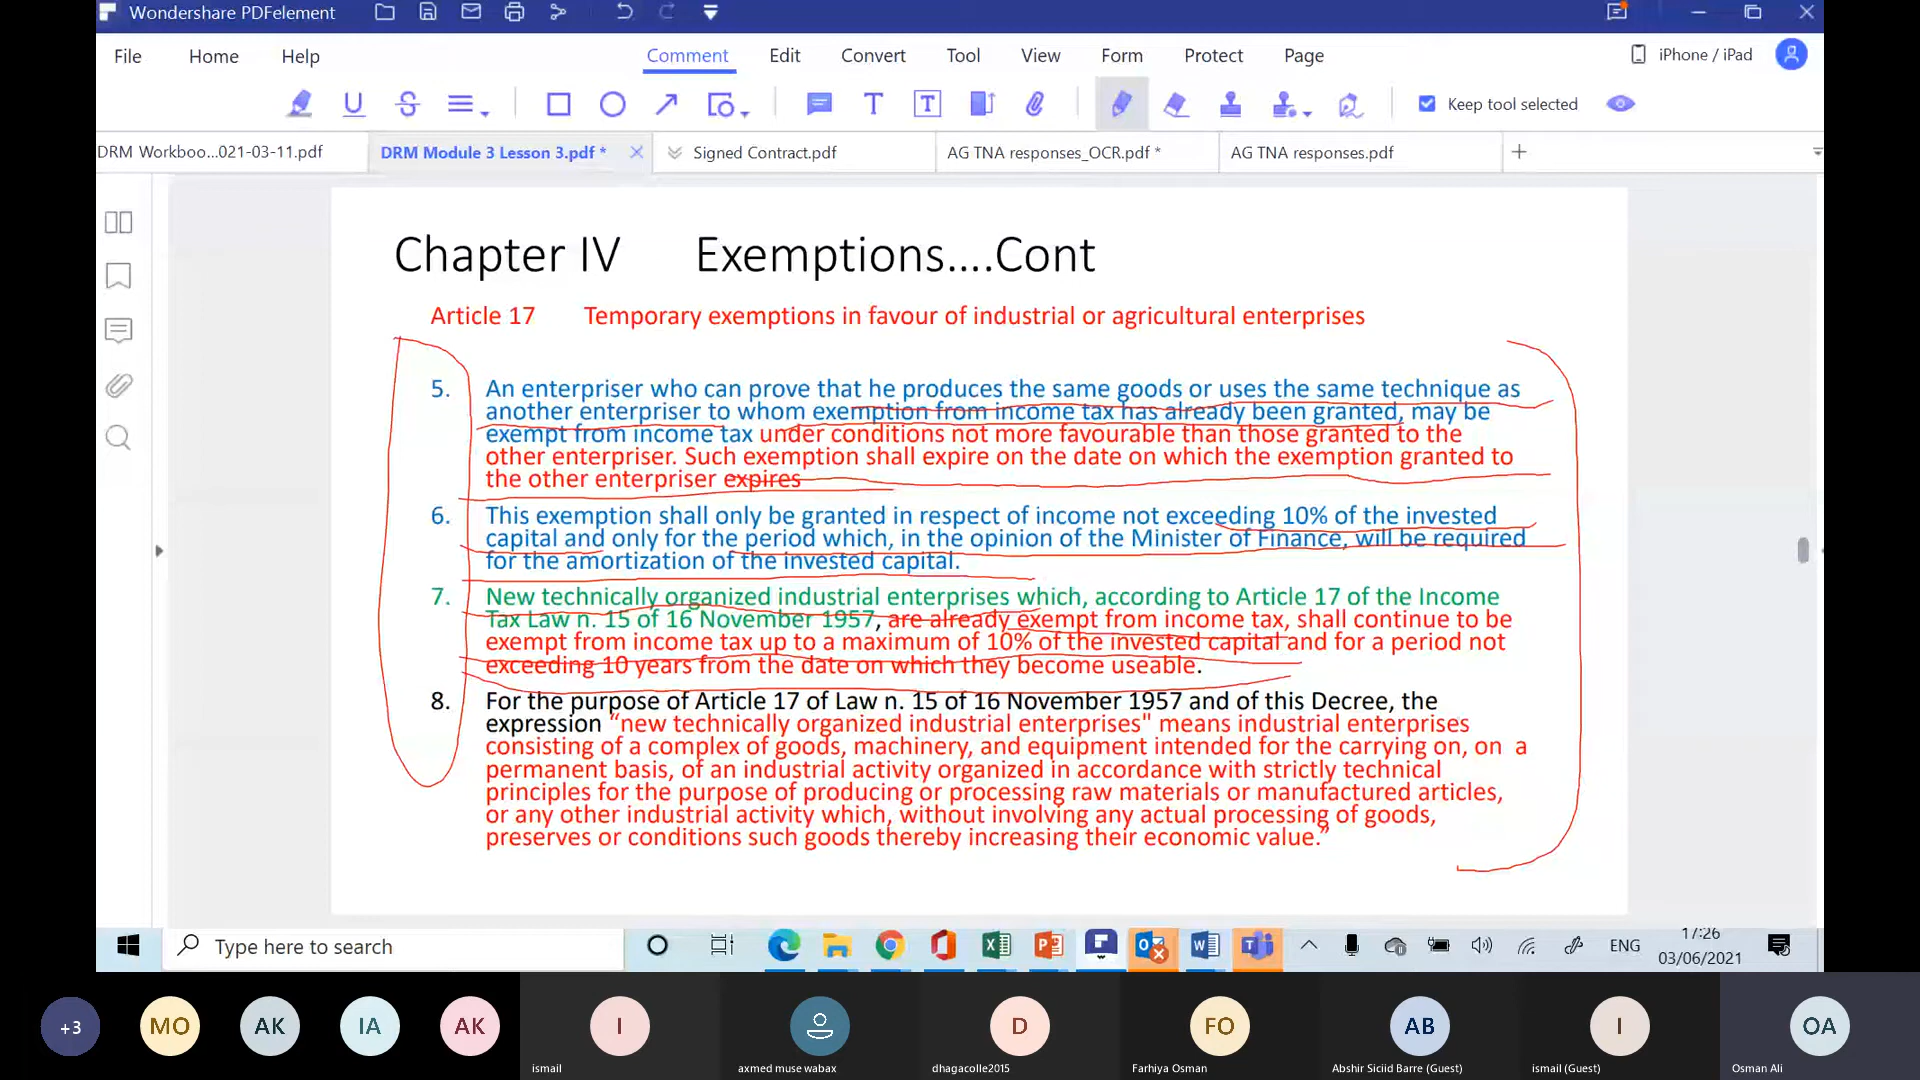 Wondershare PDFelement
File Home Help Comment Edit Convert Tool View Form Protect Page iPhone / iPad
Keep tool selected
DRM Workboo...021-03-11.pdf DRM Module 3 Lesson 3.pdf * Signed Contract.pdf AG TNA responses_OCR.pdf * AG TNA responses.pdf
Chapter IV Exemptions....Cont
Article 17 Temporary exemptions in favour of industrial or agricultural enterprises
5. An enterpriser who can prove that he produces the same goods or uses the same technique as
another enterpriser to whom exemption from income tax has already been granted, may be
exempt from income tax under conditions not more favourable than those granted to the
other enterpriser. Such exemption shall expire on the date on which the exemption granted to
the other enterpriser expires
6. This exemption shall only be granted in respect of income not exceeding 10% of the invested
capital and only for the period which, in the opinion of the Minister of Finance, will be required
for the amortization of the invested capital.
7. New technically organized industrial enterprises which, according to Article 17 of the Income
Tax Law n. 15 of 16 November 1957, are already exempt from income tax, shall continue to be
exempt from income tax up to a maximum of 10% of the invested capital and for a period not
exceeding 10 years from the date on which they become useable.
8. For the purpose of Article 17 of Law n. 15 of 16 November 1957 and of this Decree, the
expression “new technically organized industrial enterprises" means industrial enterprises
consisting of a complex of goods, machinery, and equipment intended for the carrying on, on a
permanent basis, of an industrial activity organized in accordance with strictly technical
principles for the purpose of producing or processing raw materials or manufactured articles,
or any other industrial activity which, without involving any actual processing of goods,
preserves or conditions such goods thereby increasing their economic value.”
Type here to search
ENG
17:26
03/06/2021
+3 MO AK IA AK I D FO AB I OA
ismail axmed muse wabax dhagacolle2015 Farhiya Osman Abshir Siciid Barre (Guest) ismail (Guest) Osman Ali